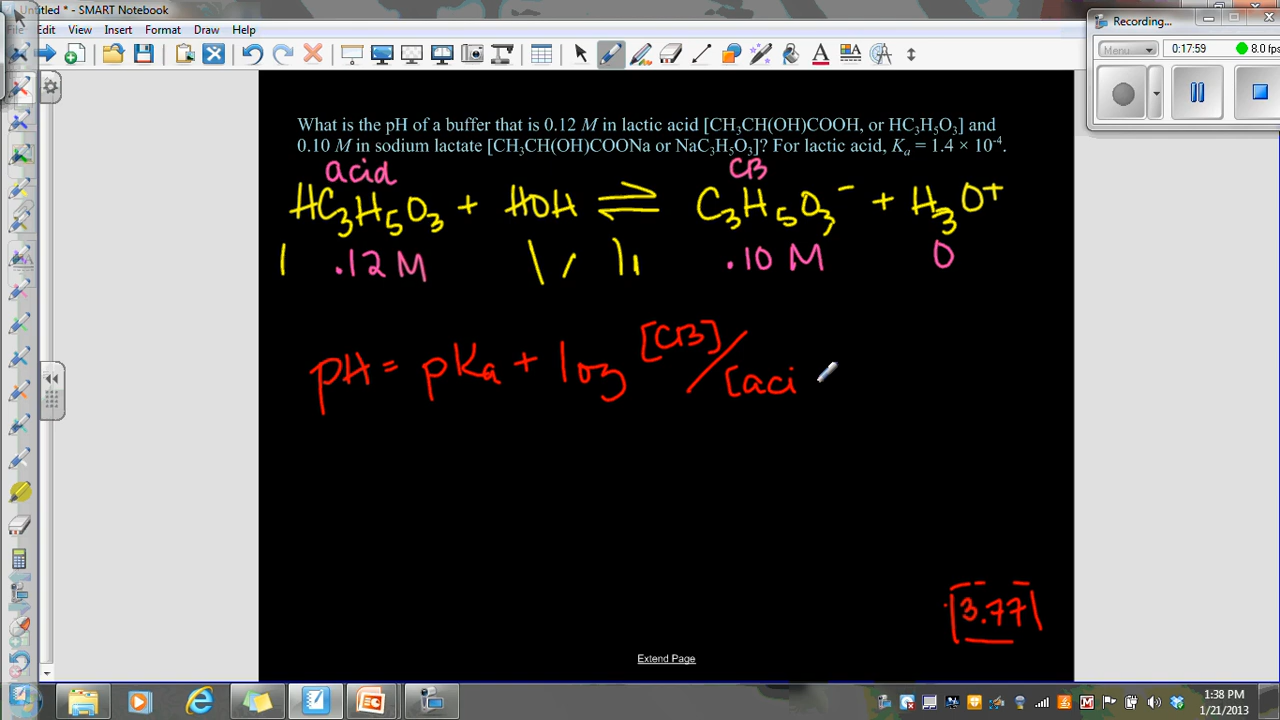 Untitled * - SMART Notebook
File Edit View Insert Format Draw Help
Recording...
Menu
0:17:59
8.0 fps
What is the pH of a buffer that is 0.12 M in lactic acid [CH₃CH(OH)COOH, or HC₃H₅O₃] and
0.10 M in sodium lactate [CH₃CH(OH)COONa or NaC₃H₅O₃]? For lactic acid, Kₐ = 1.4 × 10⁻⁴.
acid CB
HC₃H₅O₃ + HOH ⇌ C₃H₅O₃⁻ + H₃O+
I .12 M .10 M 0
pH = pKa + log [CB]/[aci
3.77
Extend Page
1:38 PM
1/21/2013